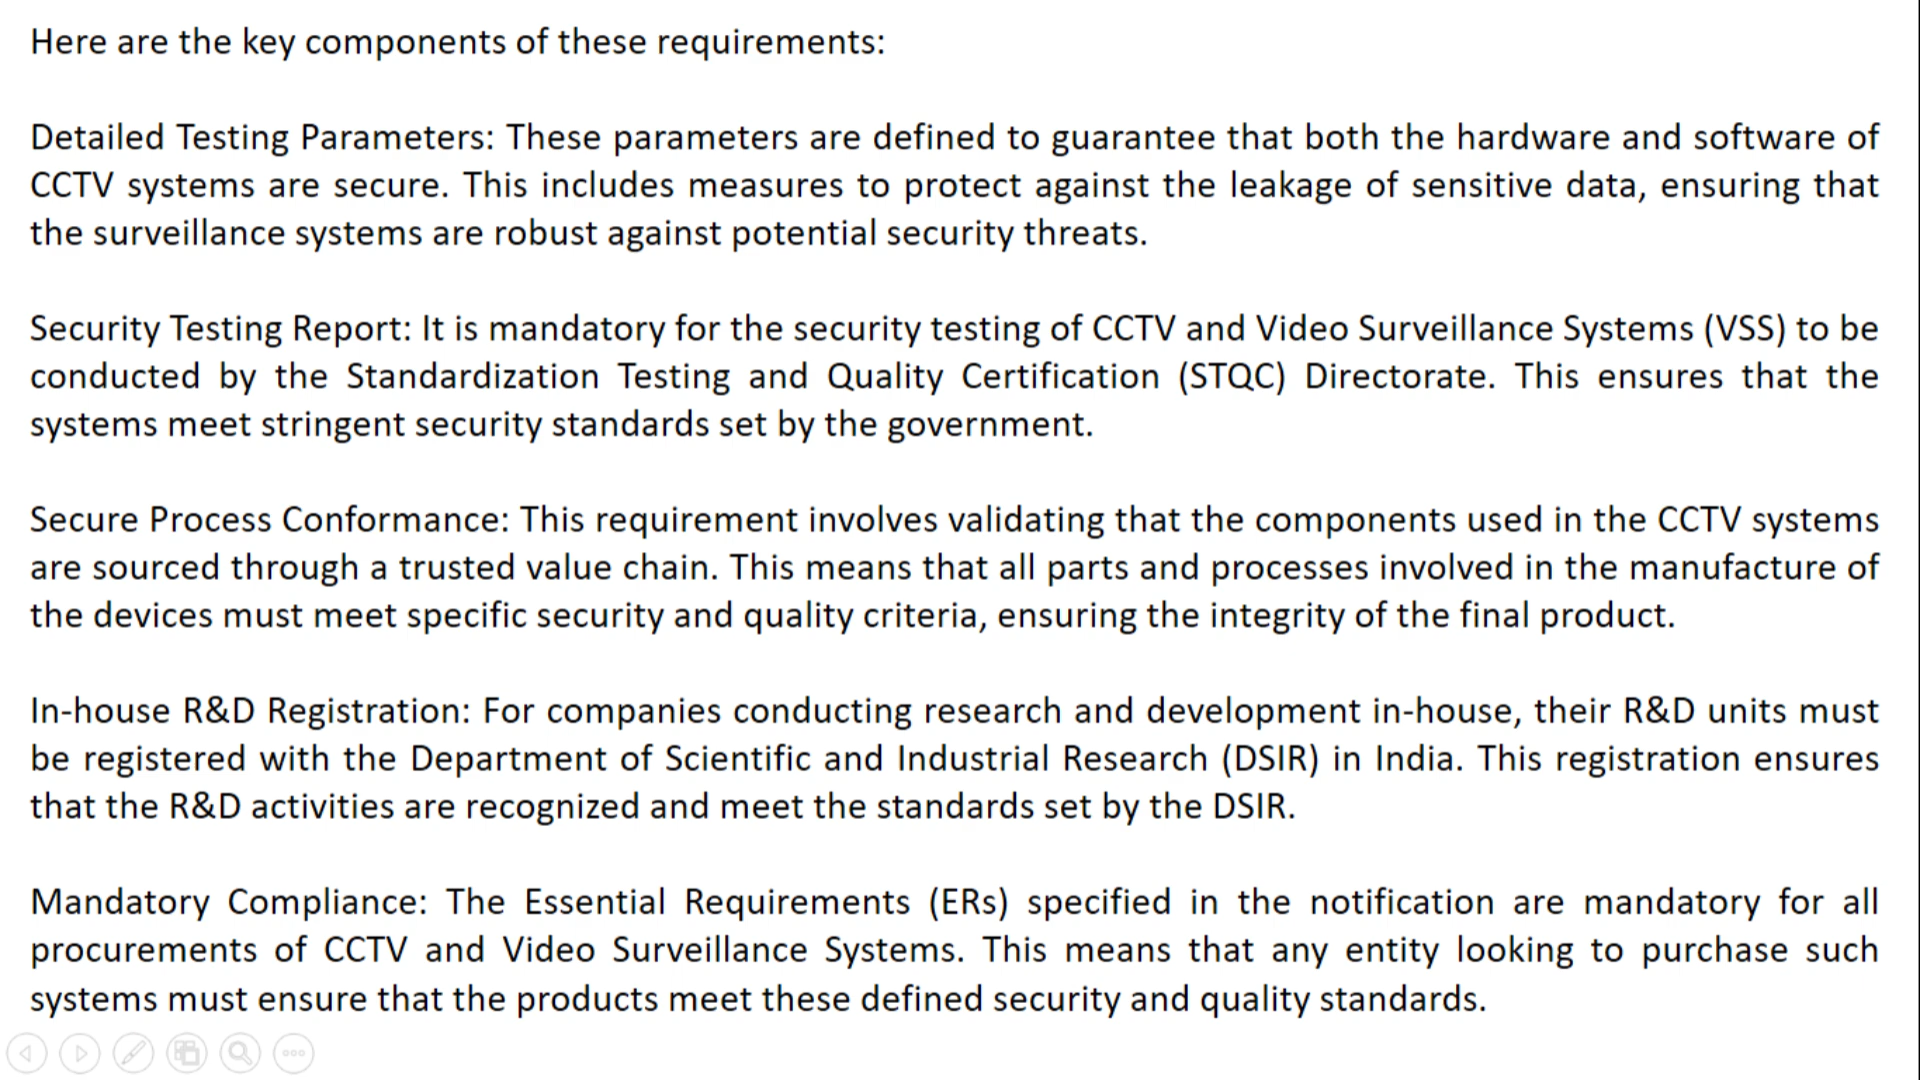 Here are the key components of these requirements:
Detailed Testing Parameters: These parameters are defined to guarantee that both the hardware and software of
CCTV systems are secure. This includes measures to protect against the leakage of sensitive data, ensuring that
the surveillance systems are robust against potential security threats.
Security Testing Report: It is mandatory for the security testing of CCTV and Video Surveillance Systems (VSS) to be
conducted by the Standardization Testing and Quality Certification (STQC) Directorate. This ensures that the
systems meet stringent security standards set by the government.
Secure Process Conformance: This requirement involves validating that the components used in the CCTV systems
are sourced through a trusted value chain. This means that all parts and processes involved in the manufacture of
the devices must meet specific security and quality criteria, ensuring the integrity of the final product.
In-house R&D Registration: For companies conducting research and development in-house, their R&D units must
be registered with the Department of Scientific and Industrial Research (DSIR) in India. This registration ensures
that the R&D activities are recognized and meet the standards set by the DSIR.
Mandatory Compliance: The Essential Requirements (ERs) specified in the notification are mandatory for all
procurements of CCTV and Video Surveillance Systems. This means that any entity looking to purchase such
systems must ensure that the products meet these defined security and quality standards.